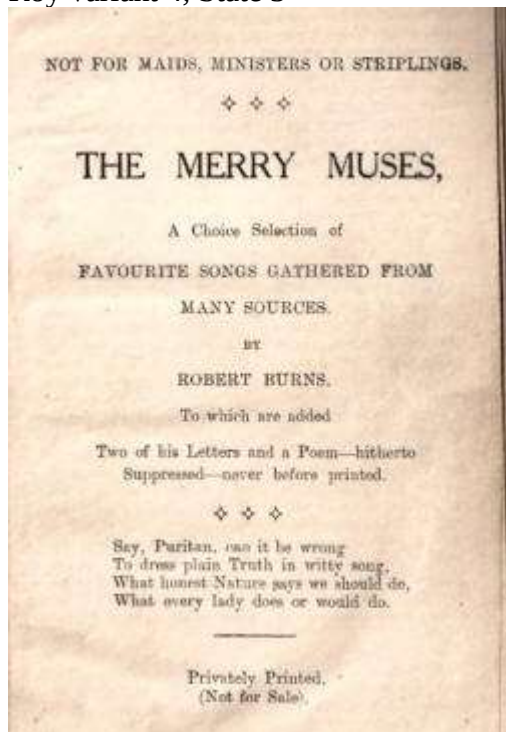 NOT FOR MAIDS, MINISTERS OR STRIPLINGS.
THE MERRY MUSES,
A Choice Selection of
FAVOURITE SONGS GATHERED FROM
MANY SOURCES.
BY
ROBERT BURNS.
To which are added
Two of his Letters and a Poem—hitherto
Suppressed—never before printed.
Say, Puritan, can it be wrong
To dress plain Truth in witty song,
What honest Nature says we should do,
What every lady does or would do.
Privately Printed.
(Not for Sale).